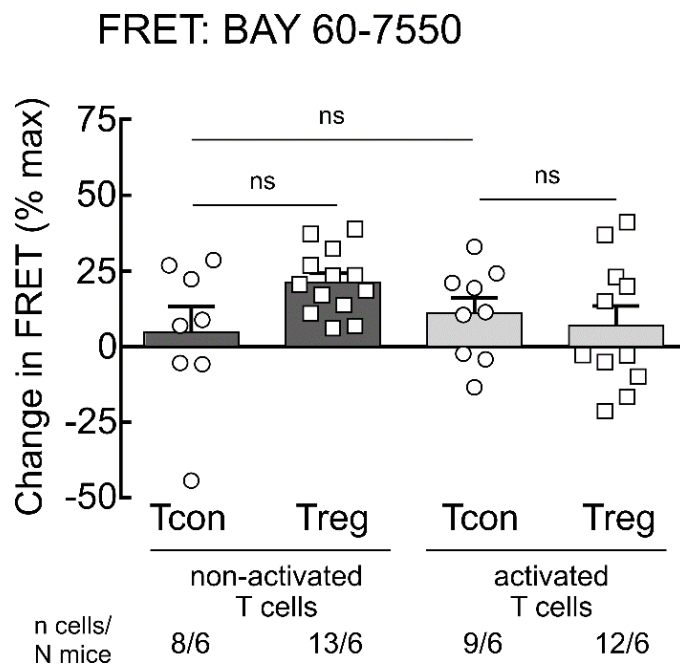 FRET: BAY 60-7550
Change in FRET (% max)
75
50
25
0
-25
-50
ns
ns
ns
Tcon Treg Tcon Treg
non-activated
T cells
activated
T cells
n cells/
N mice
8/6 13/6 9/6 12/6